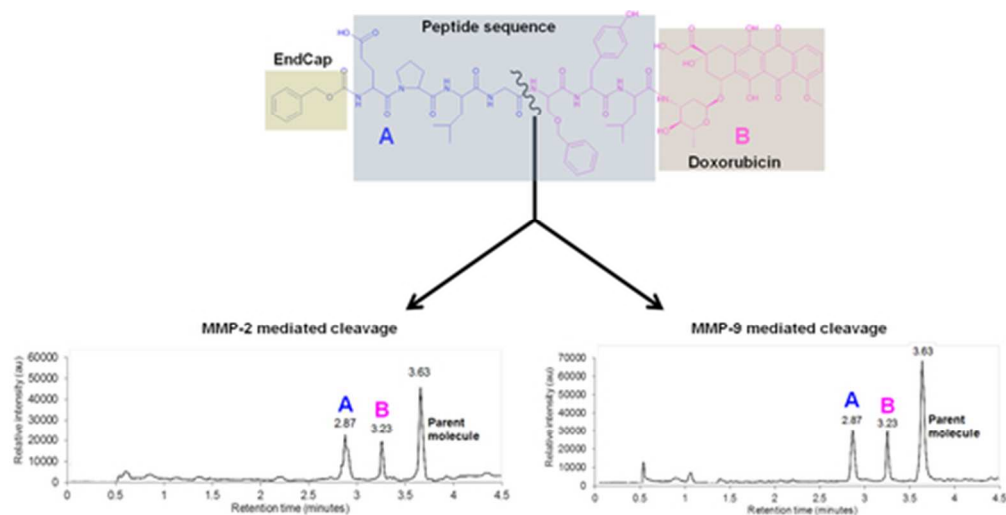 Peptide sequence
EndCap
A
B
Doxorubicin
MMP-2 mediated cleavage
MMP-9 mediated cleavage
Relative intensity (au)
60000
50000
40000
30000
20000
10000
0
A
2.87
B
3.23
3.63
Parent
molecule
0 0.5 1 1.5 2 2.5 3 3.5 4 4.5
Retention time (minutes)
Relative intensity (au)
70000
60000
50000
40000
30000
20000
10000
0
A
2.87
B
3.23
3.63
Parent
molecule
0 0.5 1 1.5 2 2.5 3 3.5 4 4.5
Retention time (minutes)